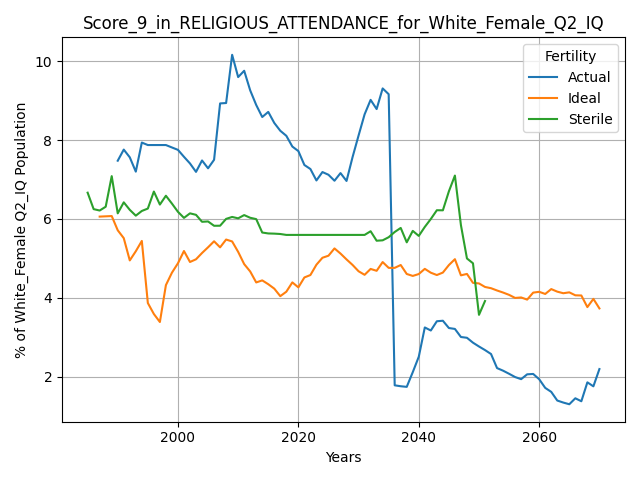 Score_9_in_RELIGIOUS_ATTENDANCE_for_White_Female_Q2_IQ
Fertility
Actual
Ideal
Sterile
% of White_Female Q2_IQ Population
10
8
6
4
2
2000 2020 2040 2060
Years